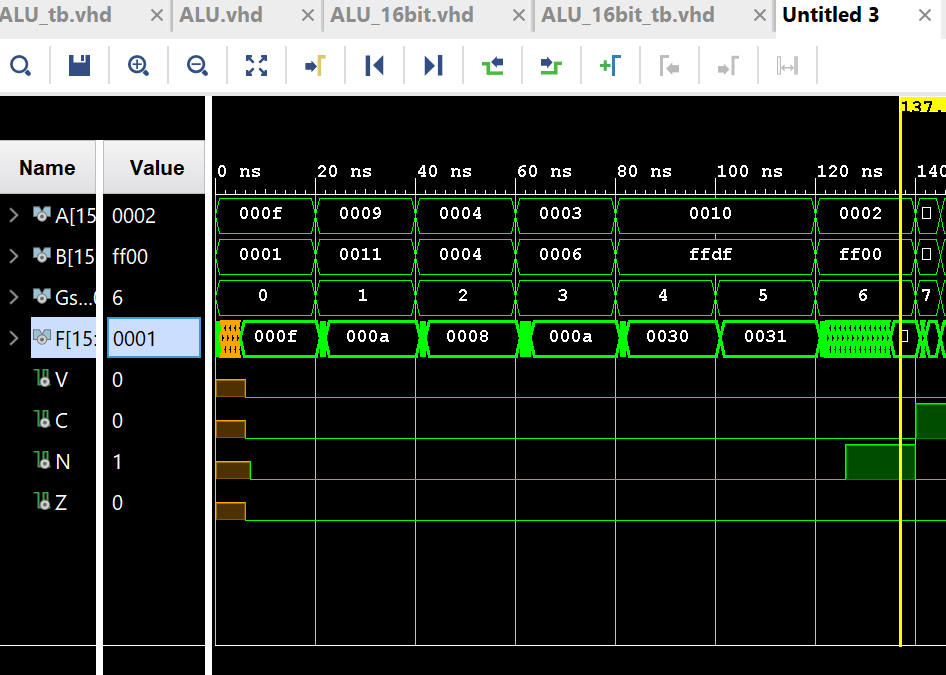 ALU_tb.vhd × ALU.vhd × ALU_16bit.vhd × ALU_16bit_tb.vhd × Untitled 3 ×
137.
Name Value 0 ns 20 ns 40 ns 60 ns 80 ns 100 ns 120 ns 140
A[15 0002 000f 0009 0004 0003 0010 0002
B[15 ff00 0001 0011 0004 0006 ffdf ff00
Gs...( 6 0 1 2 3 4 5 6 7
F[15: 0001 000f 000a 0008 000a 0030 0031
V 0
C 0
N 1
Z 0